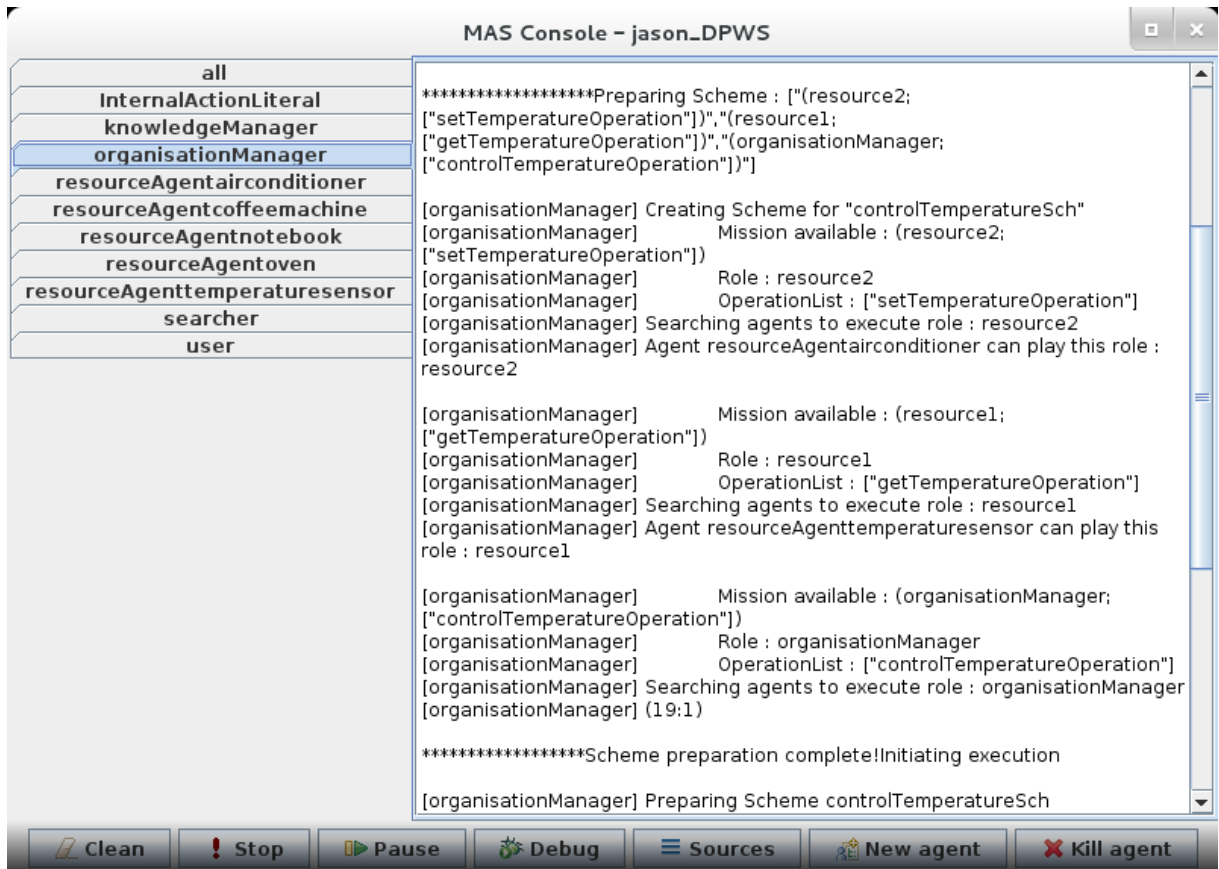 MAS Console – jason_DPWS
all
InternalActionLiteral
knowledgeManager
organisationManager
resourceAgentairconditioner
resourceAgentcoffeemachine
resourceAgentnotebook
resourceAgentoven
resourceAgenttemperaturesensor
searcher
user
*******************Preparing Scheme : ["(resource2;
["setTemperatureOperation"])","(resource1;
["getTemperatureOperation"])","(organisationManager;
["controlTemperatureOperation"])"]
[organisationManager] Creating Scheme for "controlTemperatureSch"
[organisationManager] Mission available : (resource2;
["setTemperatureOperation"])
[organisationManager] Role : resource2
[organisationManager] OperationList : ["setTemperatureOperation"]
[organisationManager] Searching agents to execute role : resource2
[organisationManager] Agent resourceAgentairconditioner can play this role :
resource2
[organisationManager] Mission available : (resource1;
["getTemperatureOperation"])
[organisationManager] Role : resource1
[organisationManager] OperationList : ["getTemperatureOperation"]
[organisationManager] Searching agents to execute role : resource1
[organisationManager] Agent resourceAgenttemperaturesensor can play this
role : resource1
[organisationManager] Mission available : (organisationManager;
["controlTemperatureOperation"])
[organisationManager] Role : organisationManager
[organisationManager] OperationList : ["controlTemperatureOperation"]
[organisationManager] Searching agents to execute role : organisationManager
[organisationManager] (19:1)
******************Scheme preparation complete!Initiating execution
[organisationManager] Preparing Scheme controlTemperatureSch
Clean Stop Pause Debug Sources New agent Kill agent